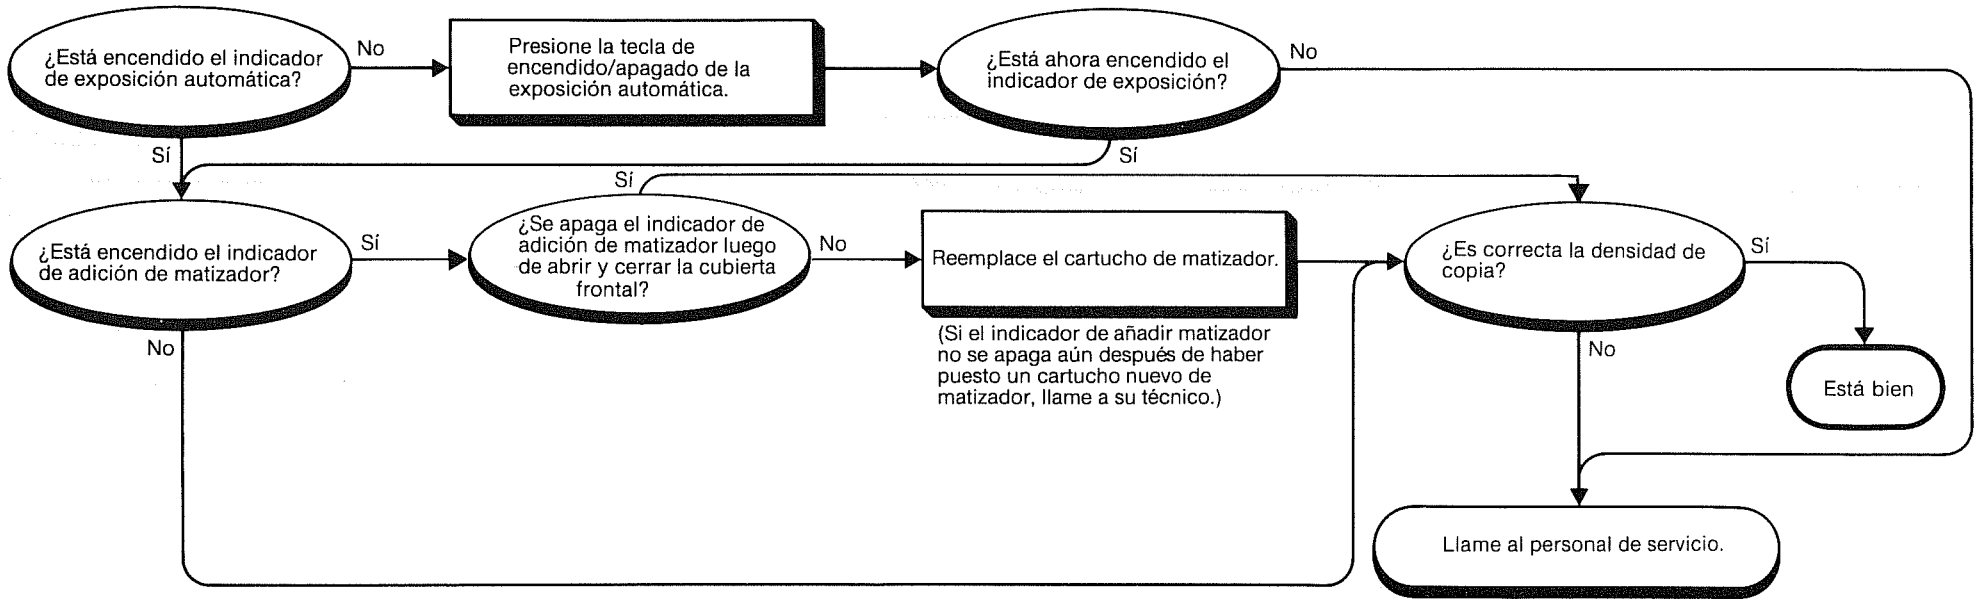 ¿Está encendido el indicador
de exposición automática?
No
Presione la tecla de
encendido/apagado de la
exposición automática.
¿Está ahora encendido el
indicador de exposición?
No
Sí
Sí
Sí
¿Está encendido el indicador
de adición de matizador?
Sí
¿Se apaga el indicador de
adición de matizador luego
de abrir y cerrar la cubierta
frontal?
No
Reemplace el cartucho de matizador.
(Si el indicador de añadir matizador
no se apaga aún después de haber
puesto un cartucho nuevo de
matizador, llame a su técnico.)
¿Es correcta la densidad de
copia?
Sí
No
No
Está bien
Llame al personal de servicio.